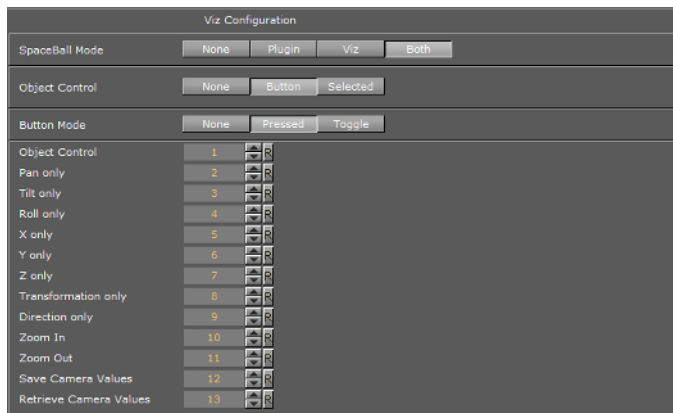 Viz Configuration
SpaceBall Mode None Plugin Viz Both
Object Control None Button Selected
Button Mode None Pressed Toggle
Object Control 1 R
Pan only 2 R
Tilt only 3 R
Roll only 4 R
X only 5 R
Y only 6 R
Z only 7 R
Transformation only 8 R
Direction only 9 R
Zoom In 10 R
Zoom Out 11 R
Save Camera Values 12 R
Retrieve Camera Values 13 R